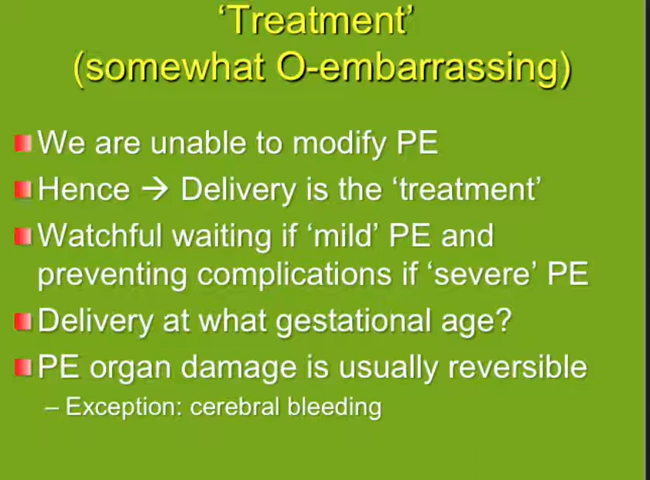 ‘Treatment’
(somewhat O-embarrassing)
We are unable to modify PE
Hence → Delivery is the ‘treatment’
Watchful waiting if ‘mild’ PE and
preventing complications if ‘severe’ PE
Delivery at what gestational age?
PE organ damage is usually reversible
– Exception: cerebral bleeding